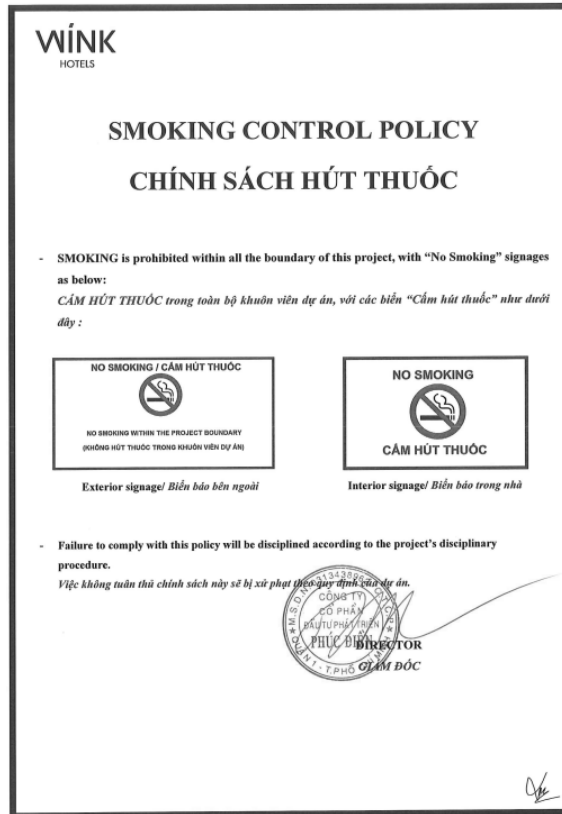 WINK
HOTELS
SMOKING CONTROL POLICY
CHÍNH SÁCH HÚT THUỐC
- SMOKING is prohibited within all the boundary of this project, with “No Smoking” signages
as below:
CẤM HÚT THUỐC trong toàn bộ khuôn viên dự án, với các biển “Cấm hút thuốc” như dưới
đây :
NO SMOKING / CẤM HÚT THUỐC
NO SMOKING WITHIN THE PROJECT BOUNDARY
(KHÔNG HÚT THUỐC TRONG KHUÔN VIÊN DỰ ÁN)
Exterior signage/ Biển báo bên ngoài
NO SMOKING
CẤM HÚT THUỐC
Interior signage/ Biển báo trong nhà
- Failure to comply with this policy will be disciplined according to the project’s disciplinary
procedure.
Việc không tuân thủ chính sách này sẽ bị xử phạt theo quy định của dự án.
CÔNG TY
CỔ PHẦN
ĐẦU TƯ PHÁT TRIỂN
PHÚC ĐIỀN
DIRECTOR
GIÁM ĐỐC